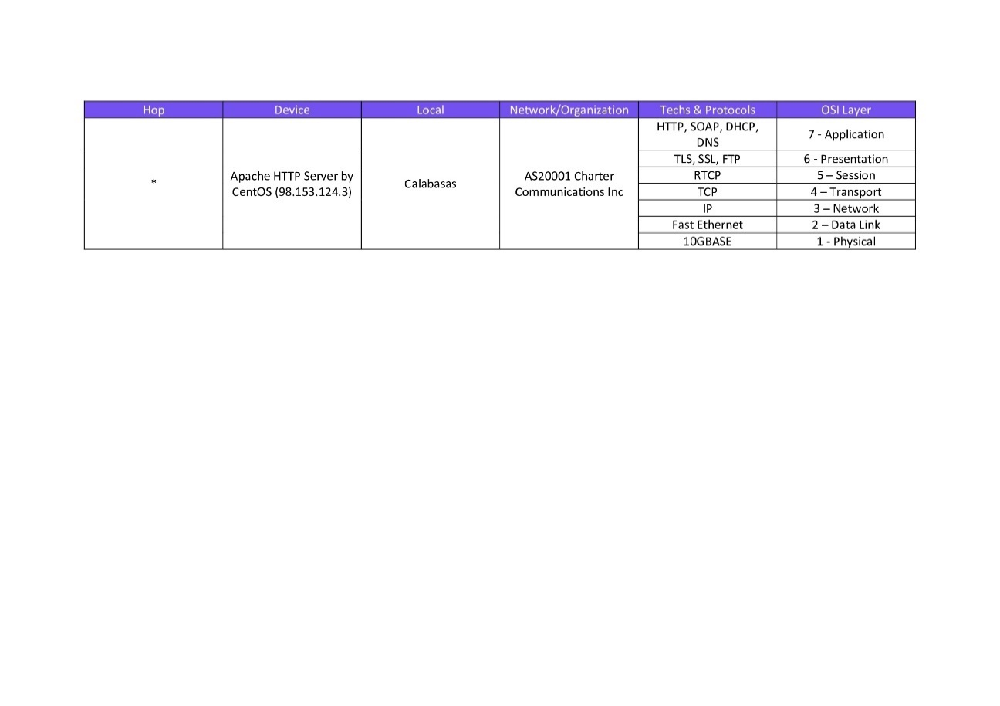 Hop Device Local Network/Organization Techs & Protocols OSI Layer
* Apache HTTP Server by CentOS (98.153.124.3) Calabasas AS20001 Charter Communications Inc HTTP, SOAP, DHCP, DNS 7 - Application
TLS, SSL, FTP 6 - Presentation
RTCP 5 – Session
TCP 4 – Transport
IP 3 – Network
Fast Ethernet 2 – Data Link
10GBASE 1 - Physical